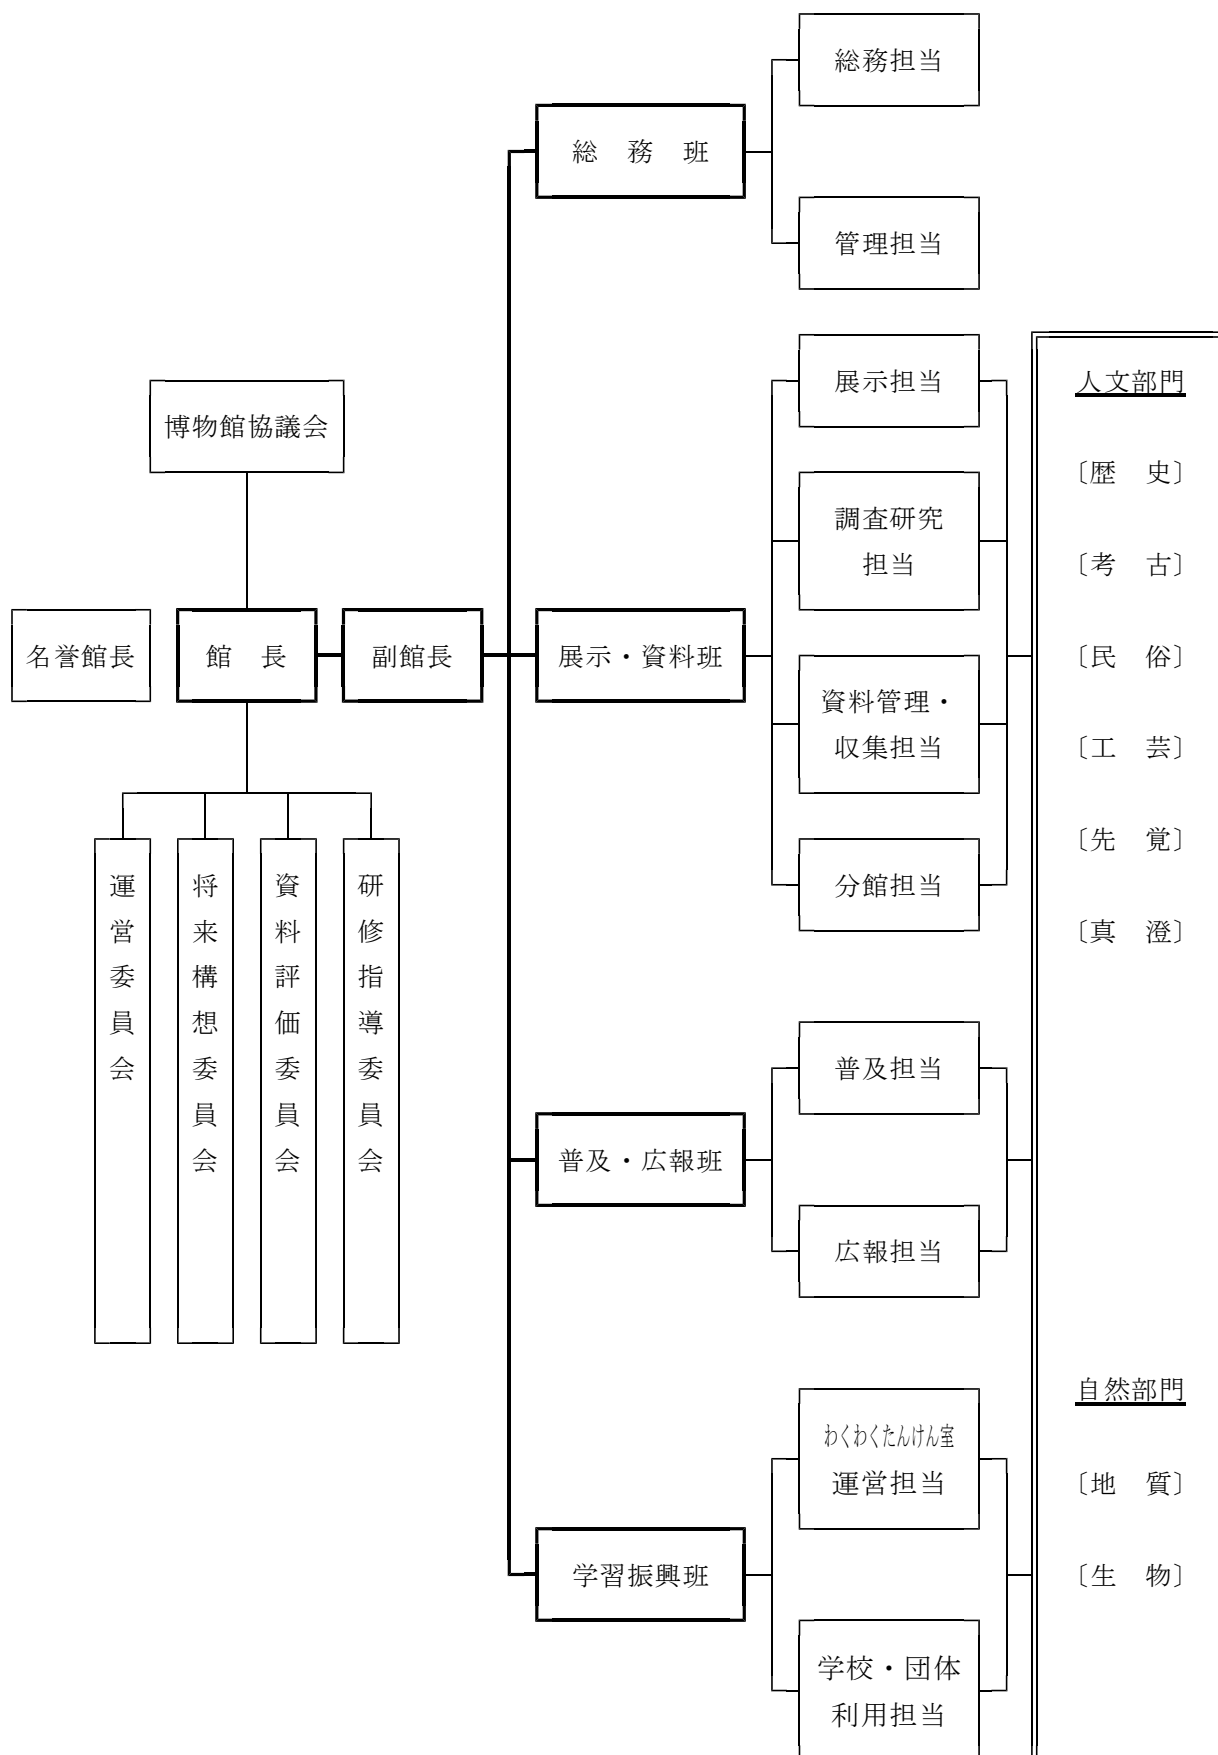 総務担当
総　務　班
管理担当
展示担当
人文部門
博物館協議会
〔歴　史〕
調査研究
担当
〔考　古〕
名誉館長
館　長
副館長
展示・資料班
〔民　俗〕
資料管理・
収集担当
〔工　芸〕
運営委員会
将来構想委員会
資料評価委員会
研修指導委員会
〔先　覚〕
分館担当
〔真　澄〕
普及担当
普及・広報班
広報担当
自然部門
わくわくたんけん室
運営担当
〔地　質〕
学習振興班
〔生　物〕
学校・団体
利用担当